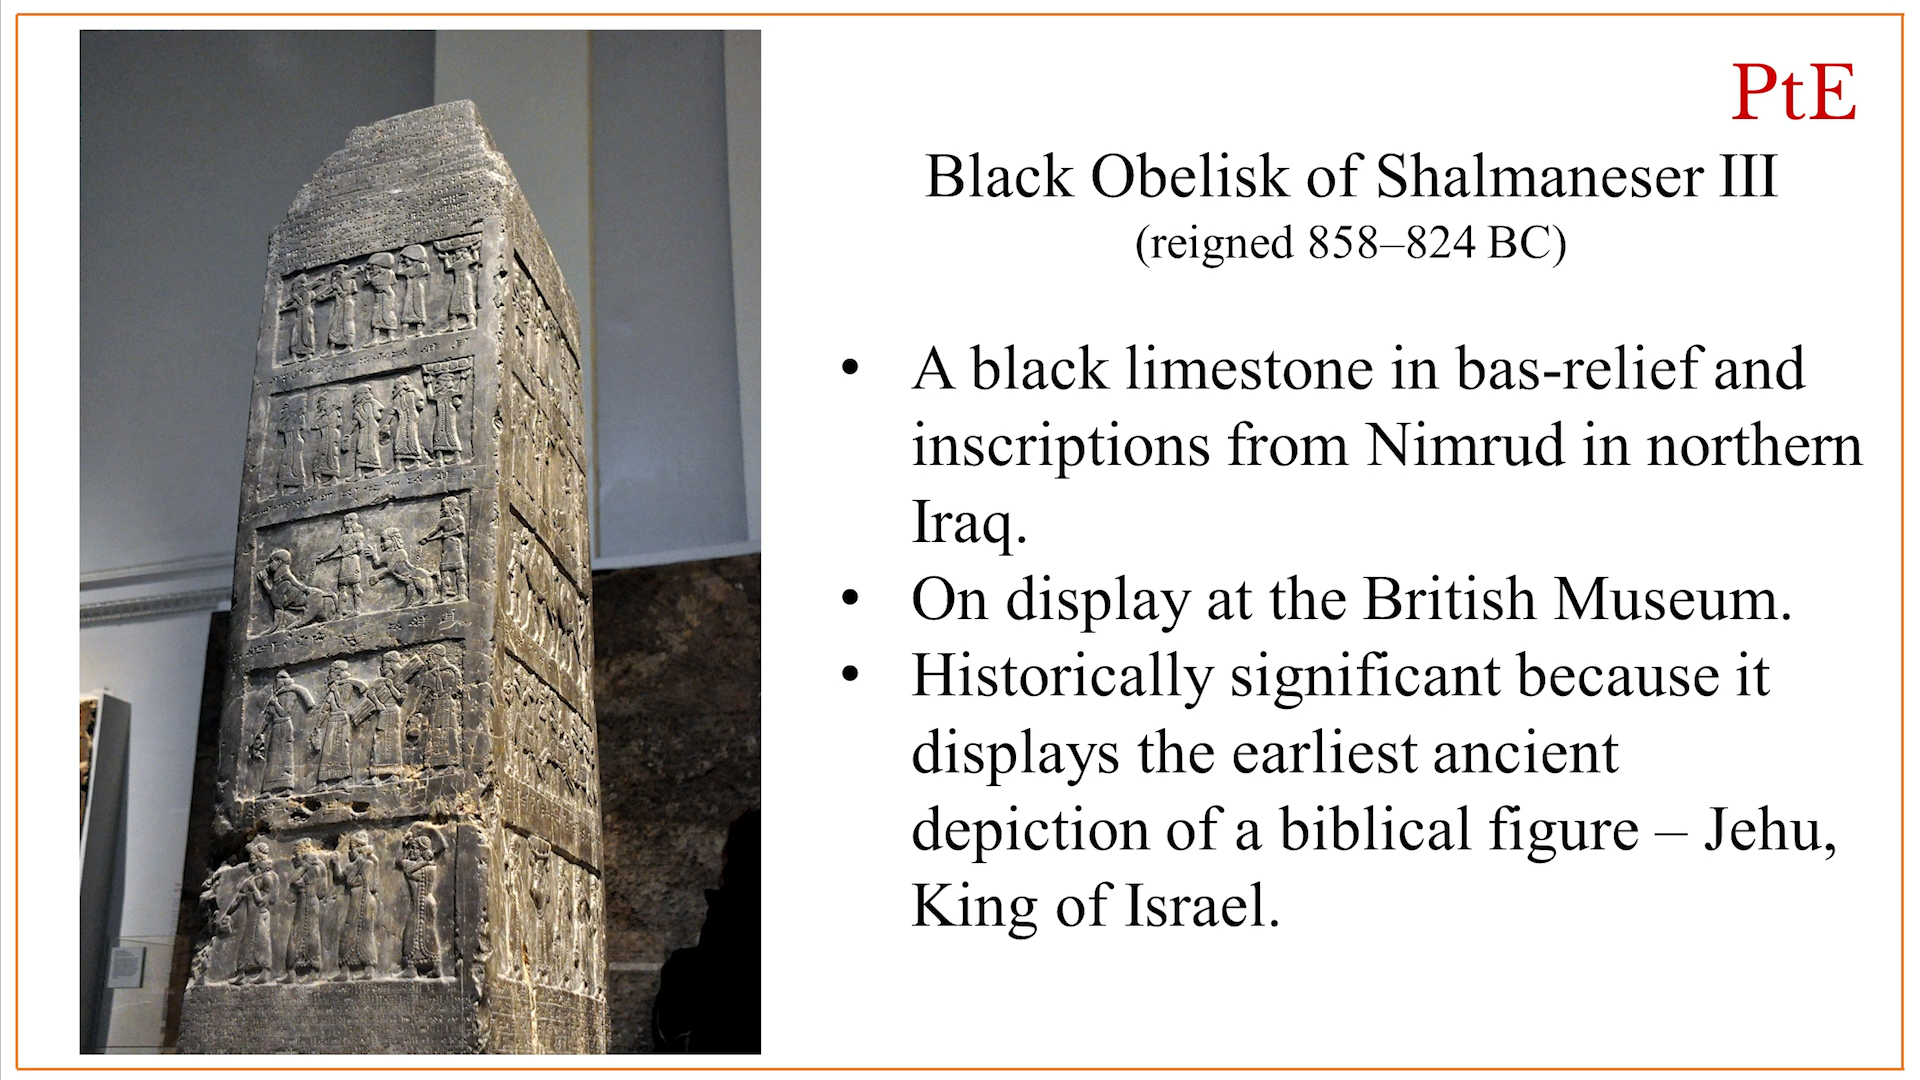 PtE
Black Obelisk of Shalmaneser III
(reigned 858–824 BC)
• A black limestone in bas-relief and
inscriptions from Nimrud in northern
Iraq.
• On display at the British Museum.
• Historically significant because it
displays the earliest ancient
depiction of a biblical figure – Jehu,
King of Israel.